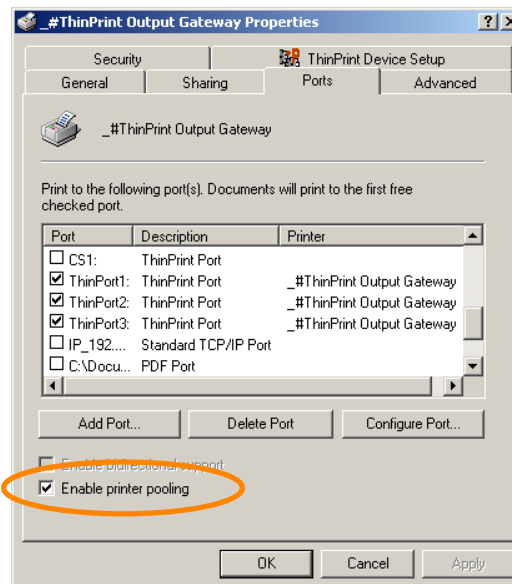 _#ThinPrint Output Gateway Properties
Security ThinPrint Device Setup
General Sharing Ports Advanced
_#ThinPrint Output Gateway
Print to the following port(s). Documents will print to the first free
checked port.
Port Description Printer
CS1: ThinPrint Port
ThinPort1: ThinPrint Port _#ThinPrint Output Gateway
ThinPort2: ThinPrint Port _#ThinPrint Output Gateway
ThinPort3: ThinPrint Port _#ThinPrint Output Gateway
IP_192.... Standard TCP/IP Port
C:\Docu... PDF Port
Add Port... Delete Port Configure Port...
Enable bidirectional support
Enable printer pooling
OK Cancel Apply